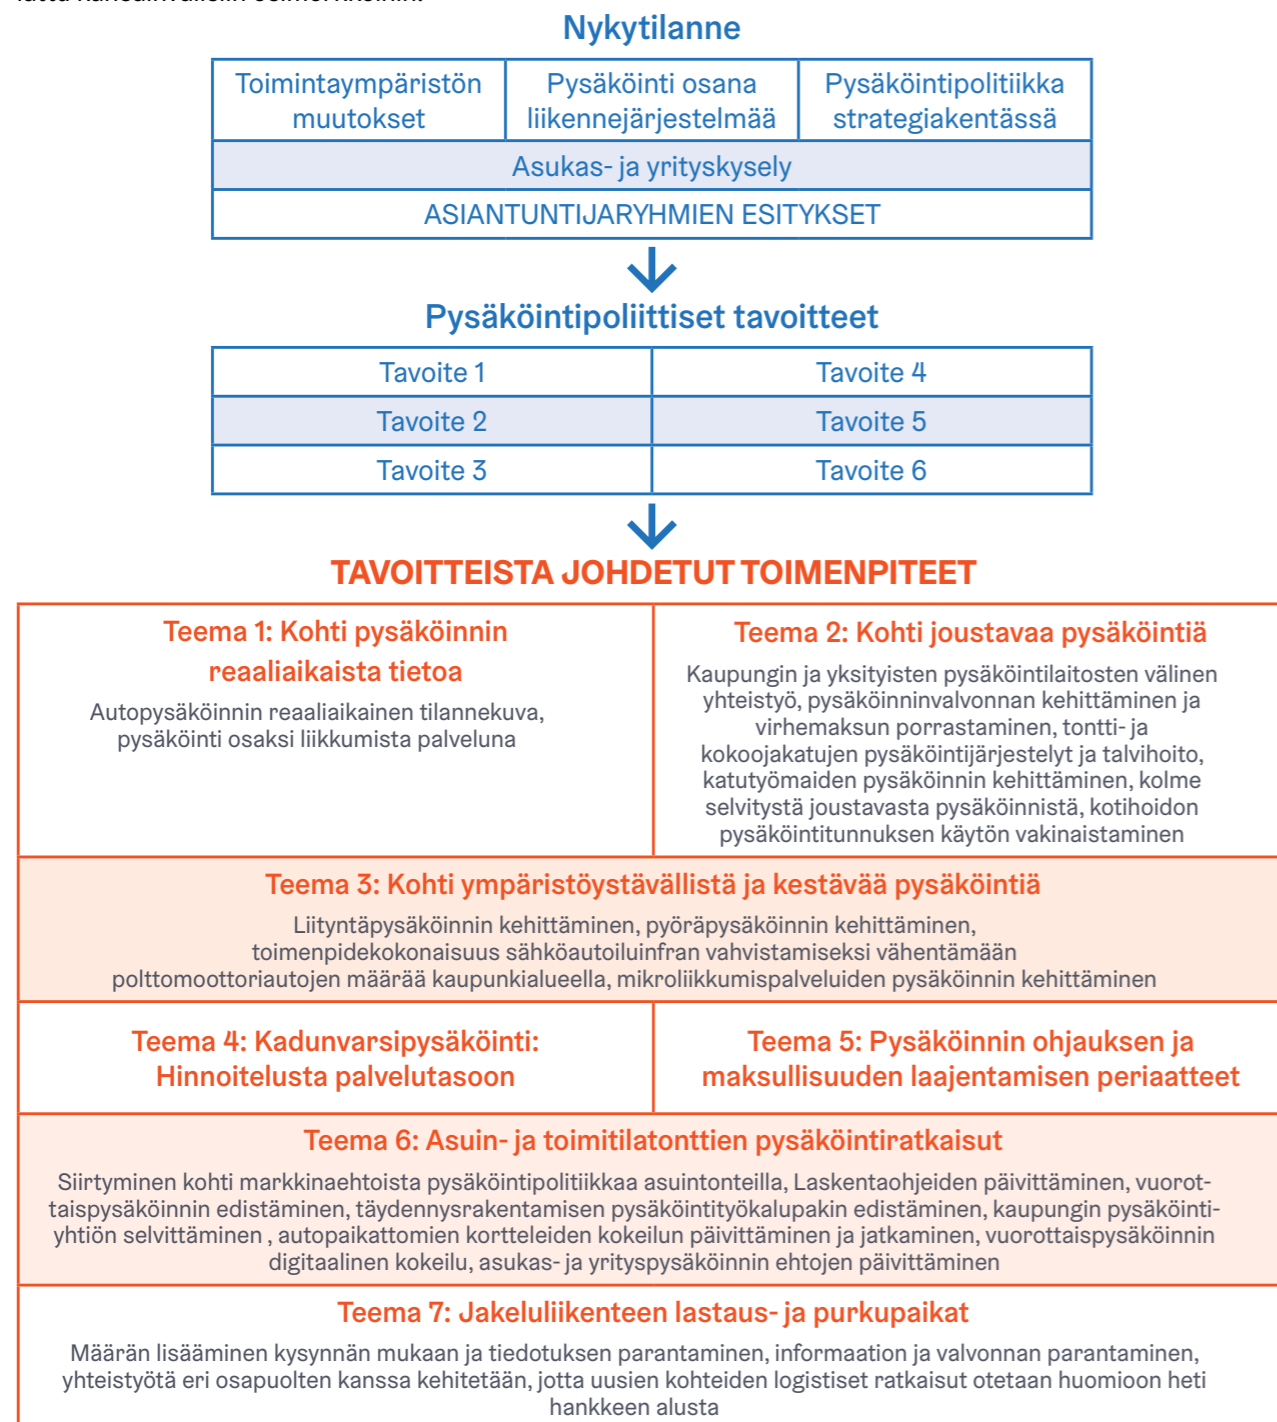 Nykytilanne
Toimintaympäristön
muutokset
Pysäköinti osana
liikennejärjestelmää
Pysäköintipolitiikka
strategiakentässä
Asukas- ja yrityskysely
ASIANTUNTIJARYHMIEN ESITYKSET
Pysäköintipoliittiset tavoitteet
Tavoite 1
Tavoite 4
Tavoite 2
Tavoite 5
Tavoite 3
Tavoite 6
TAVOITTEISTA JOHDETUT TOIMENPITEET
Teema 1: Kohti pysäköinnin
reaaliaikaista tietoa
Autopysäköinnin reaaliaikainen tilannekuva,
pysäköinti osaksi liikkumista palveluna
Teema 2: Kohti joustavaa pysäköintiä
Kaupungin ja yksityisten pysäköintilaitosten välinen
yhteistyö, pysäköinninvalvonnan kehittäminen ja
virhemaksun porrastaminen, tontti- ja
kokoojakatujen pysäköintijärjestelyt ja talvihoito,
katutyömaiden pysäköinnin kehittäminen, kolme
selvitystä joustavasta pysäköinnistä, kotihoidon
pysäköintitunnuksen käytön vakinaistaminen
Teema 3: Kohti ympäristöystävällistä ja kestävää pysäköintiä
Liityntäpysäköinnin kehittäminen, pyöräpysäköinnin kehittäminen,
toimenpidekokonaisuus sähköautoiluinfran vahvistamiseksi vähentämään
polttomoottoriautojen määrää kaupunkialueella, mikroliikkumispalveluiden pysäköinnin kehittäminen
Teema 4: Kadunvarsipysäköinti:
Hinnoitelusta palvelutasoon
Teema 5: Pysäköinnin ohjauksen ja
maksullisuuden laajentamisen periaatteet
Teema 6: Asuin- ja toimitilatonttien pysäköintiratkaisut
Siirtyminen kohti markkinaehtoista pysäköintipolitiikkaa asuintonteilla, Laskentaohjeiden päivittäminen, vuorot-
taispysäköinnin edistäminen, täydennysrakentamisen pysäköintityökalupakin edistäminen, kaupungin pysäköinti-
yhtiön selvittäminen , autopaikattomien kortteleiden kokeilun päivittäminen ja jatkaminen, vuorottaispysäköinnin
digitaalinen kokeilu, asukas- ja yrityspysäköinnin ehtojen päivittäminen
Teema 7: Jakeluliikenteen lastaus- ja purkupaikat
Määrän lisääminen kysynnän mukaan ja tiedotuksen parantaminen, informaation ja valvonnan parantaminen,
yhteistyötä eri osapuolten kanssa kehitetään, jotta uusien kohteiden logistiset ratkaisut otetaan huomioon heti
hankkeen alusta